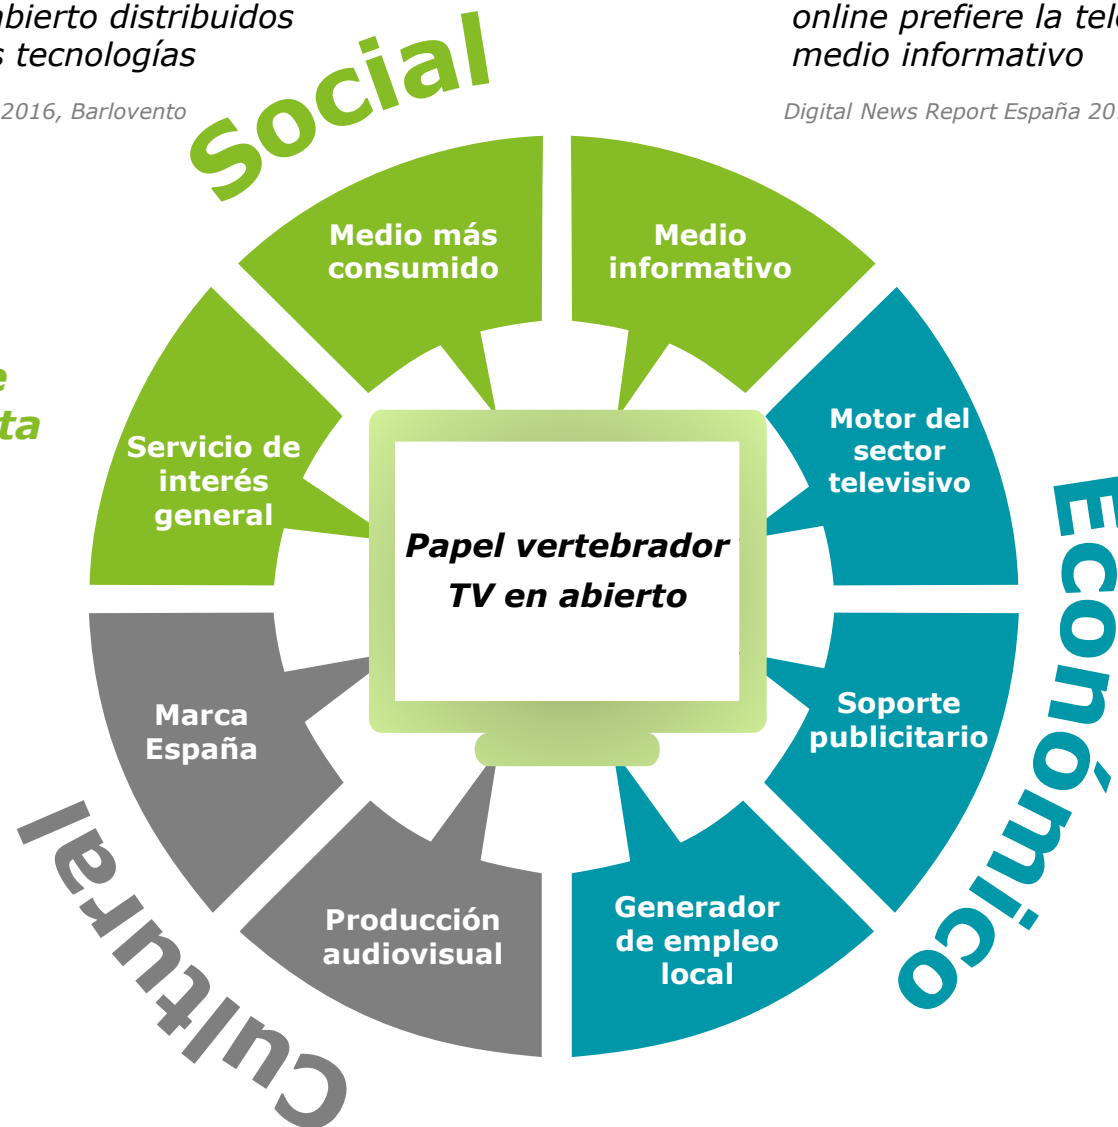 abierto distribuidos
tecnologías
2016, Barlovento
online prefiere la
medio informativo
Digital News Report España
Social
Medio más
consumido
Medio
informativo
Servicio de
interés
general
Motor del
sector
televisivo
Económico
Papel vertebrador
TV en abierto
Marca
España
Soporte
publicitario
Cultural
Producción
audiovisual
Generador
de empleo
local